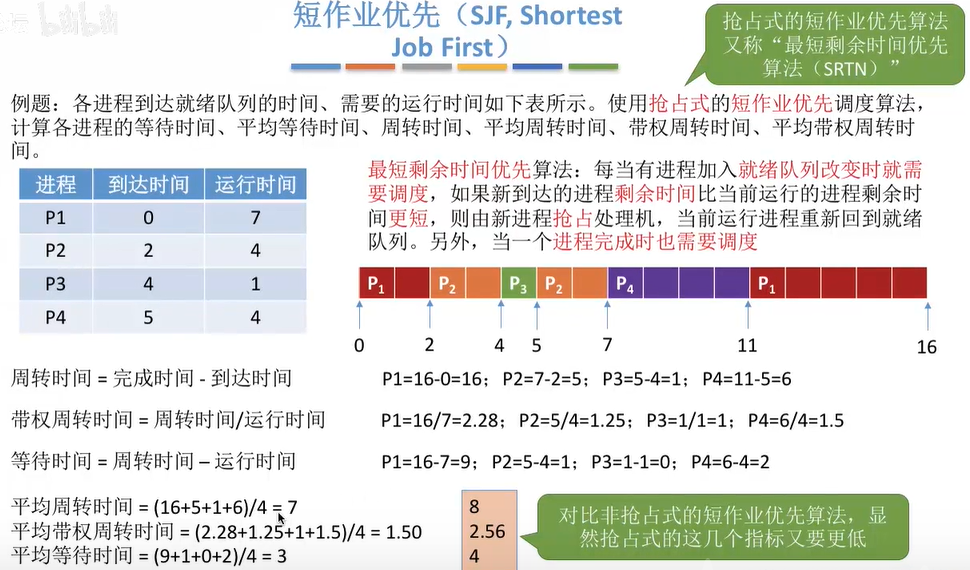 bilibili
短作业优先（SJF, Shortest
Job First）
抢占式的短作业优先算法
又称“最短剩余时间优先
算法（SRTN）”
例题：各进程到达就绪队列的时间、需要的运行时间如下表所示。使用抢占式的短作业优先调度算法，
计算各进程的等待时间、平均等待时间、周转时间、平均周转时间、带权周转时间、平均带权周转时
间。
进程 到达时间 运行时间
P1 0 7
P2 2 4
P3 4 1
P4 5 4
最短剩余时间优先算法：每当有进程加入就绪队列改变时就需
要调度，如果新到达的进程剩余时间比当前运行的进程剩余时
间更短，则由新进程抢占处理机，当前运行进程重新回到就绪
队列。另外，当一个进程完成时也需要调度
P1 P2 P3 P2 P4 P1
0 2 4 5 7 11 16
周转时间 = 完成时间 - 到达时间 P1=16-0=16；P2=7-2=5；P3=5-4=1；P4=11-5=6
带权周转时间 = 周转时间/运行时间 P1=16/7=2.28；P2=5/4=1.25；P3=1/1=1；P4=6/4=1.5
等待时间 = 周转时间 – 运行时间 P1=16-7=9；P2=5-4=1；P3=1-1=0；P4=6-4=2
平均周转时间 = (16+5+1+6)/4 = 7 8
平均带权周转时间 = (2.28+1.25+1+1.5)/4 = 1.50 2.56
平均等待时间 = (9+1+0+2)/4 = 3 4
对比非抢占式的短作业优先算法，显
然抢占式的这几个指标又要更低